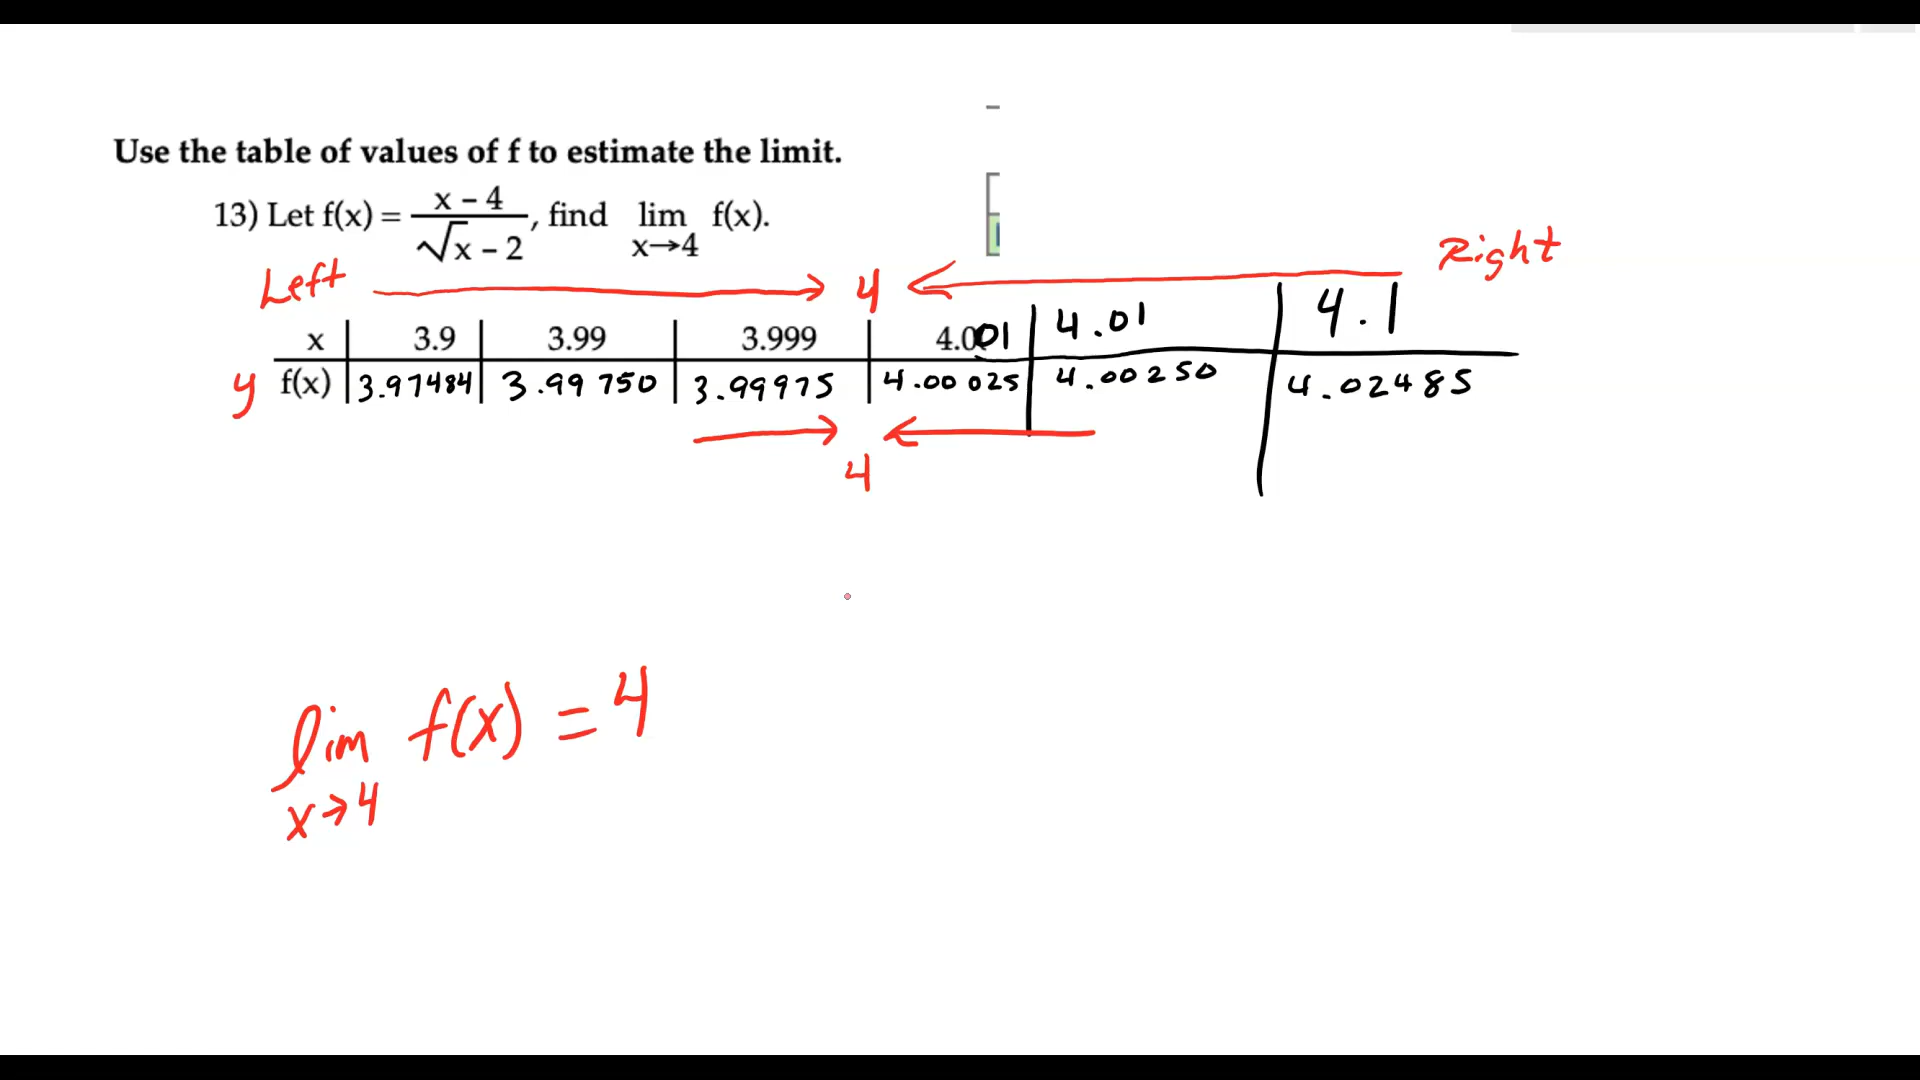 Use the table of values of f to estimate the limit.
13) Let f(x) = x - 4 / √x - 2, find lim x→4 f(x).
Left → 4 ← Right
x | 3.9 | 3.99 | 3.999 | 4.001 | 4.01 | 4.1
y f(x) | 3.97484 | 3.99750 | 3.99975 | 4.00025 | 4.00250 | 4.02485
→ 4 ←
lim f(x) = 4
x→4